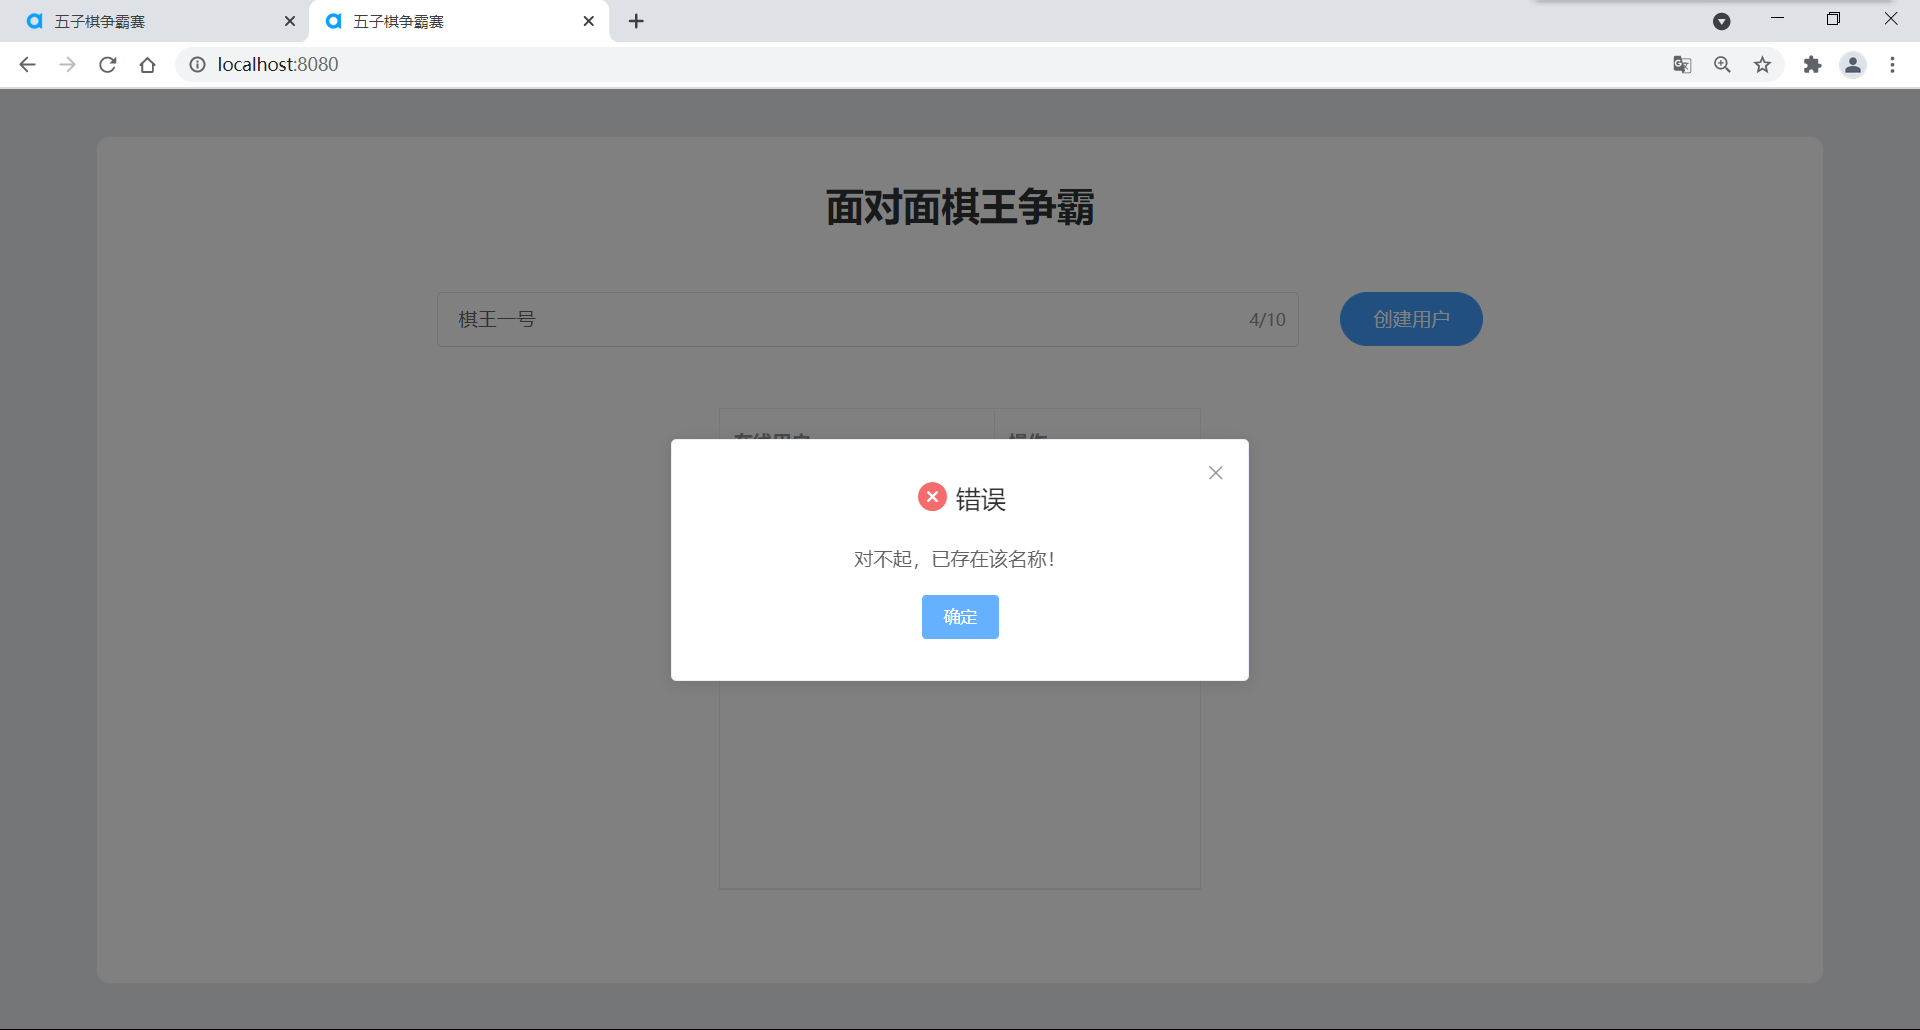 五子棋争霸赛
五子棋争霸赛
localhost:8080
面对面棋王争霸
棋王一号
4/10
创建用户
错误
对不起，已存在该名称！
确定